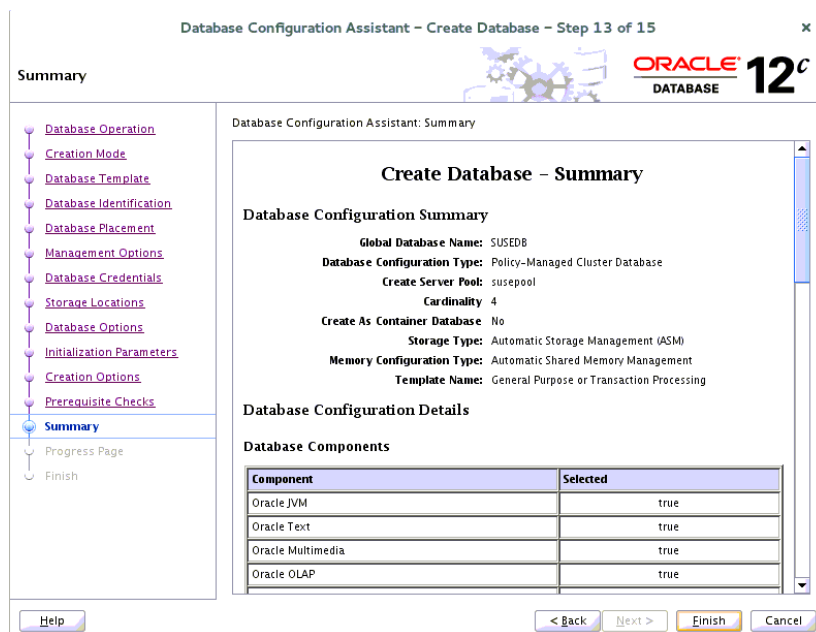 Database Configuration Assistant – Create Database – Step 13 of 15
Summary
ORACLE
DATABASE
12c
Database Operation
Creation Mode
Database Template
Database Identification
Database Placement
Management Options
Database Credentials
Storage Locations
Database Options
Initialization Parameters
Creation Options
Prerequisite Checks
Summary
Progress Page
Finish
Database Configuration Assistant: Summary
Create Database – Summary
Database Configuration Summary
Global Database Name: SUSEDB
Database Configuration Type: Policy-Managed Cluster Database
Create Server Pool: susepool
Cardinality 4
Create As Container Database No
Storage Type: Automatic Storage Management (ASM)
Memory Configuration Type: Automatic Shared Memory Management
Template Name: General Purpose or Transaction Processing
Database Configuration Details
Database Components
Component Selected
Oracle JVM true
Oracle Text true
Oracle Multimedia true
Oracle OLAP true
Help < Back Next > Finish Cancel